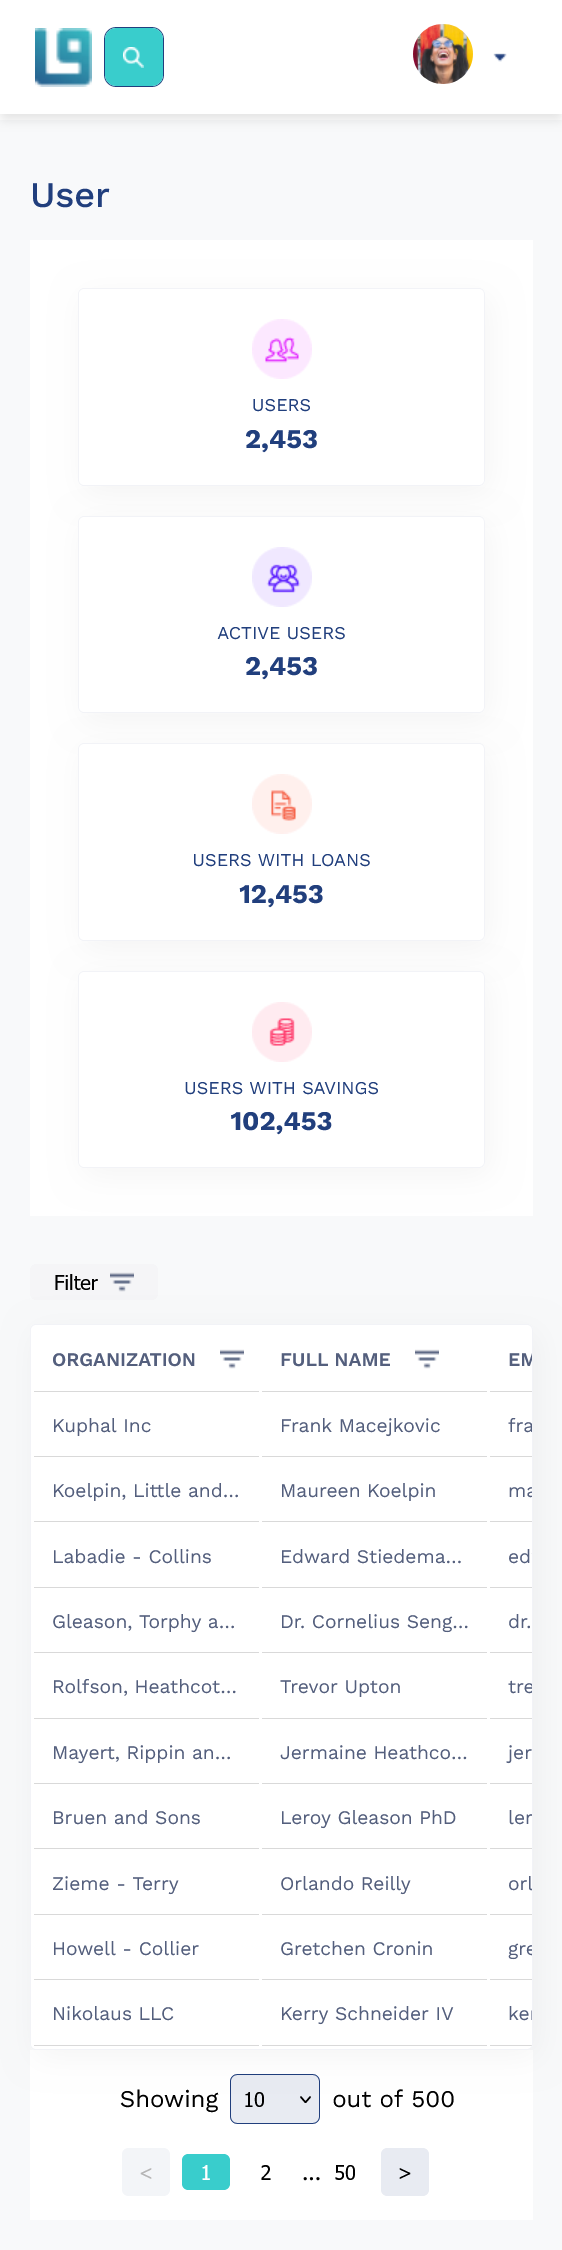 User
USERS
2,453
ACTIVE USERS
2,453
USERS WITH LOANS
12,453
USERS WITH SAVINGS
102,453
Filter
ORGANIZATION FULL NAME EM
Kuphal Inc Frank Macejkovic fra
Koelpin, Little and... Maureen Koelpin ma
Labadie - Collins Edward Stiedema... ed
Gleason, Torphy a... Dr. Cornelius Seng... dr.
Rolfson, Heathcot... Trevor Upton tre
Mayert, Rippin an... Jermaine Heathco... jer
Bruen and Sons Leroy Gleason PhD ler
Zieme - Terry Orlando Reilly orl
Howell - Collier Gretchen Cronin gre
Nikolaus LLC Kerry Schneider IV ke
Showing 10 out of 500
< 1 2 ... 50 >